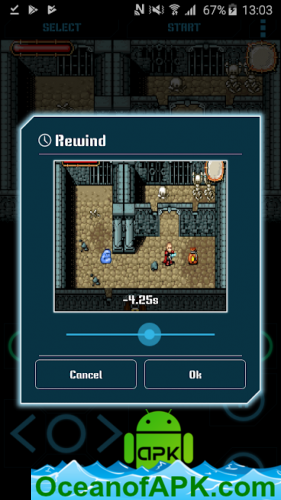 67% 13:03
SELECT START
Rewind
-4.25s
Cancel Ok
APK
OceanofAPK.com